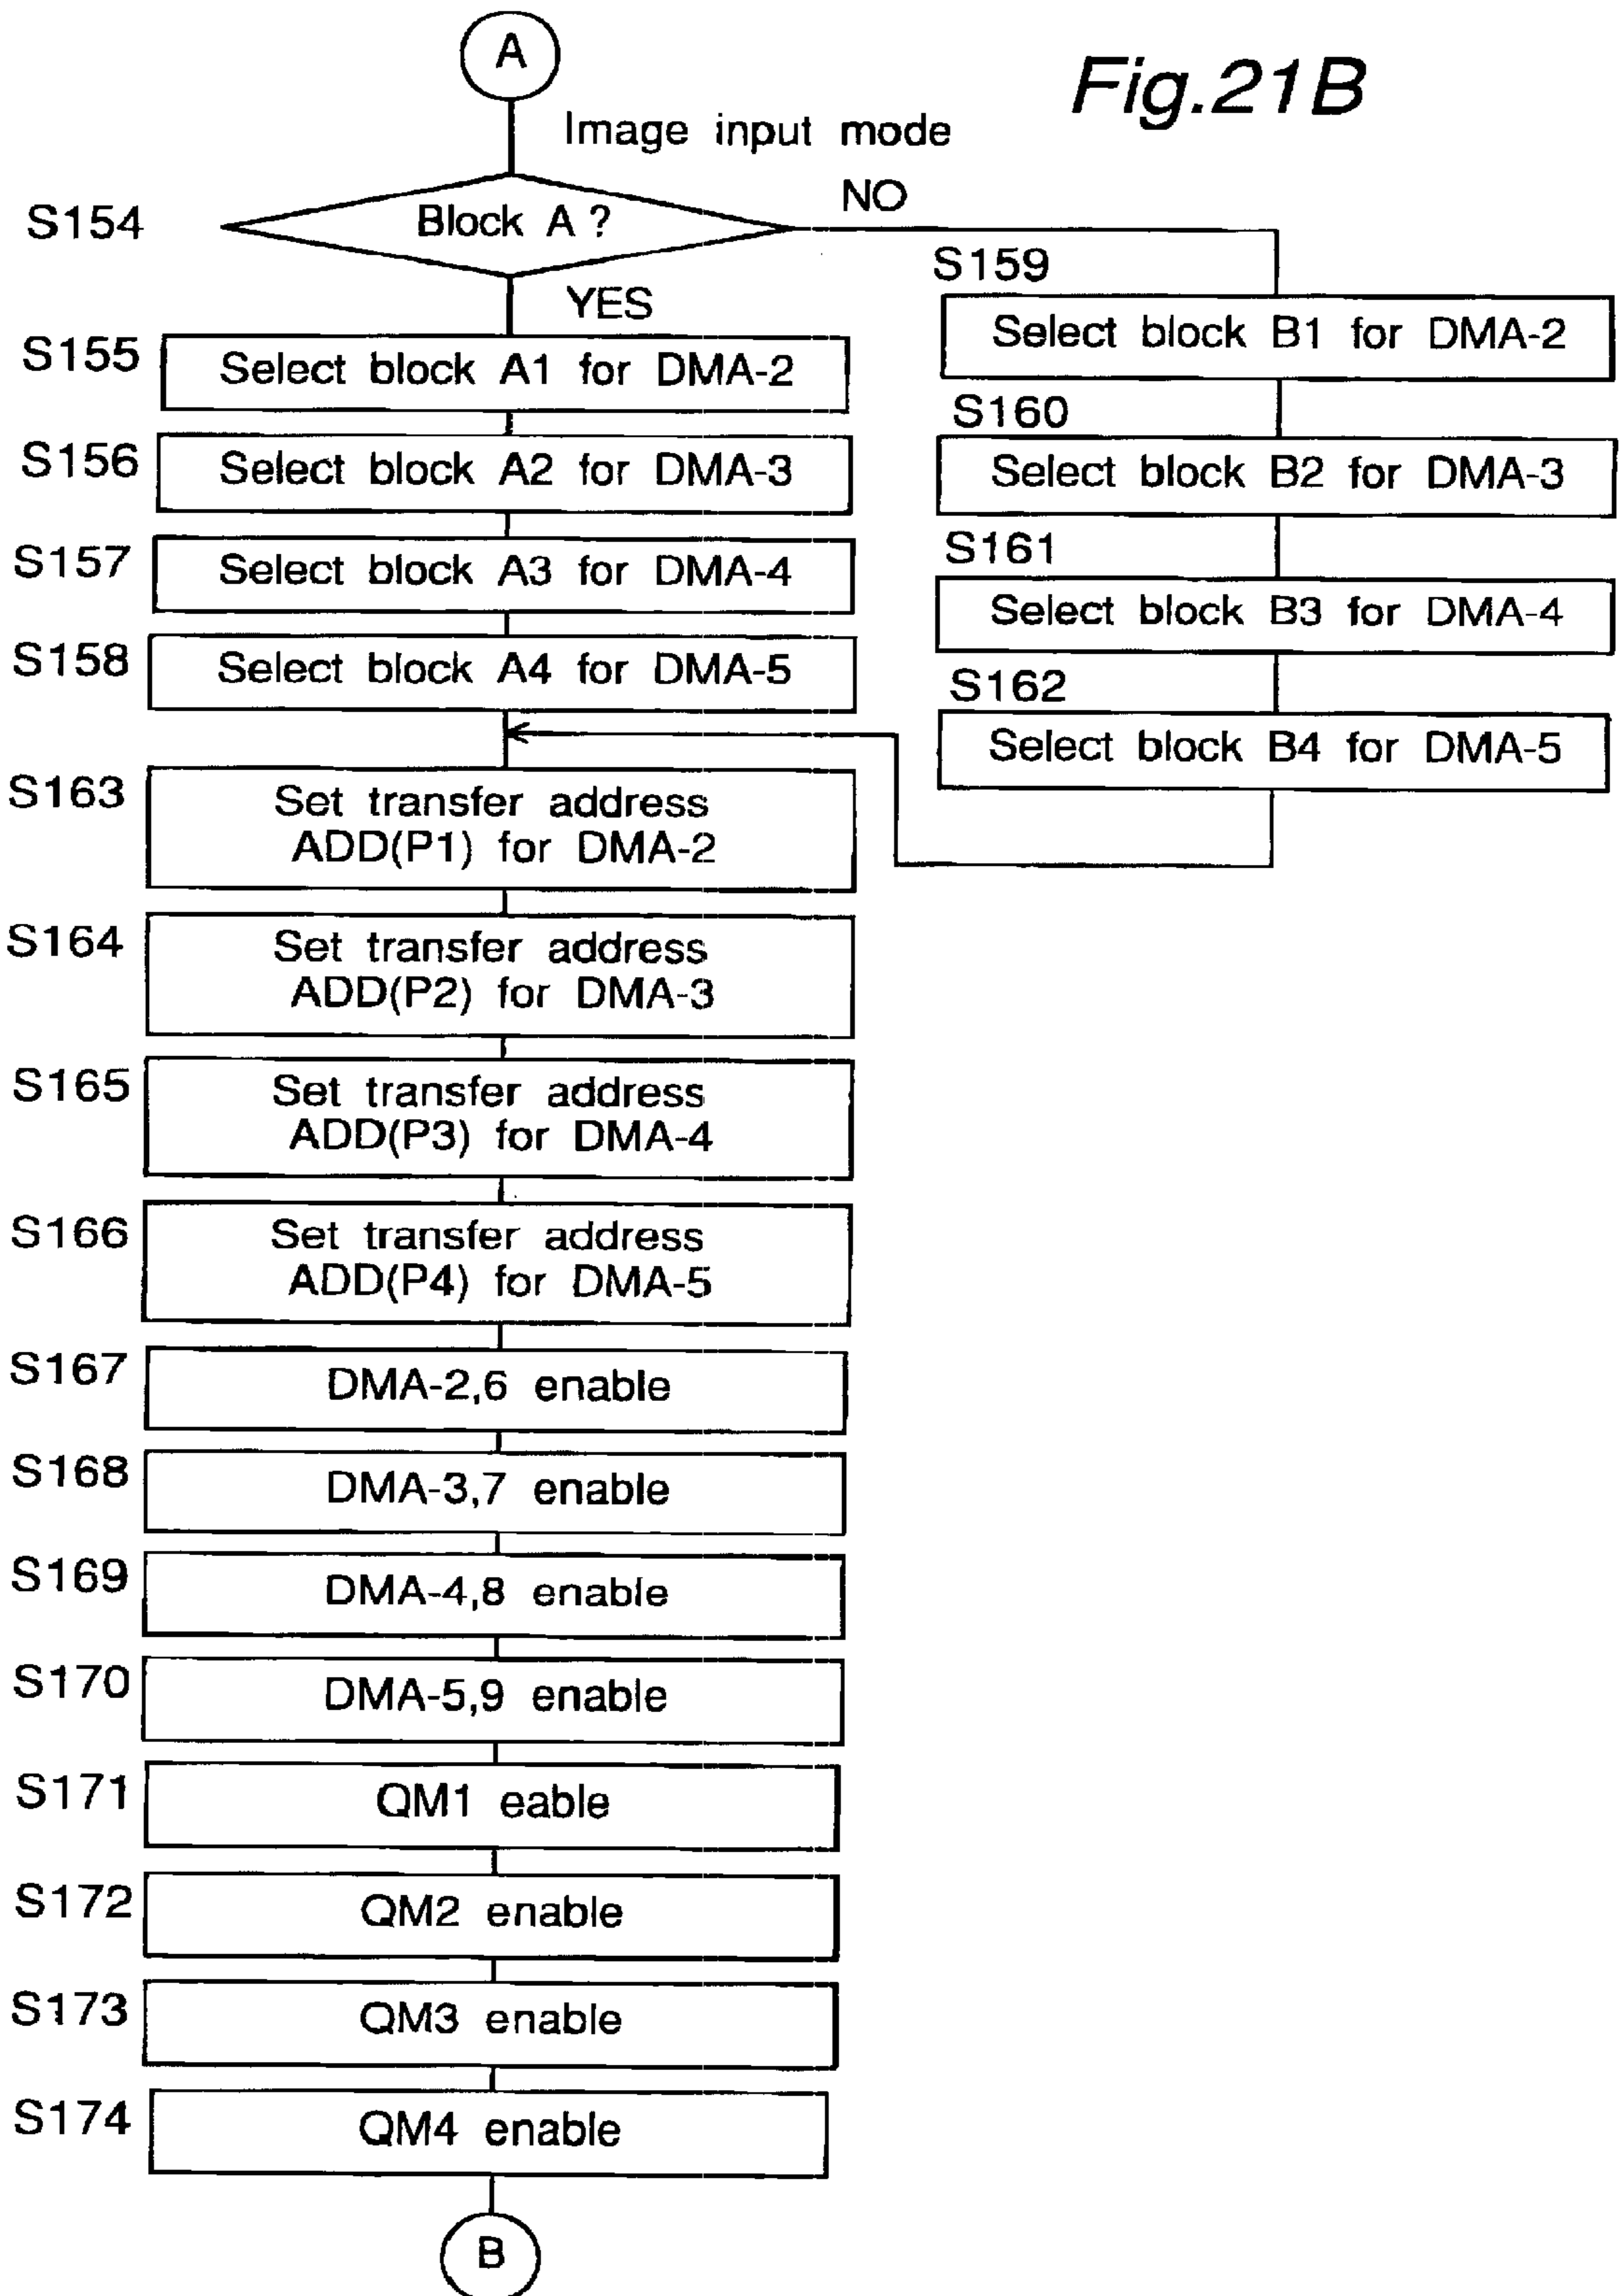 A
Fig.21B
Image input mode
S154
Block A ?
NO
YES
S155
Select block A1 for DMA-2
S156
Select block A2 for DMA-3
S157
Select block A3 for DMA-4
S158
Select block A4 for DMA-5
S159
Select block B1 for DMA-2
S160
Select block B2 for DMA-3
S161
Select block B3 for DMA-4
S162
Select block B4 for DMA-5
S163
Set transfer address
ADD(P1) for DMA-2
S164
Set transfer address
ADD(P2) for DMA-3
S165
Set transfer address
ADD(P3) for DMA-4
S166
Set transfer address
ADD(P4) for DMA-5
S167
DMA-2,6 enable
S168
DMA-3,7 enable
S169
DMA-4,8 enable
S170
DMA-5,9 enable
S171
QM1 eable
S172
QM2 enable
S173
QM3 enable
S174
QM4 enable
B